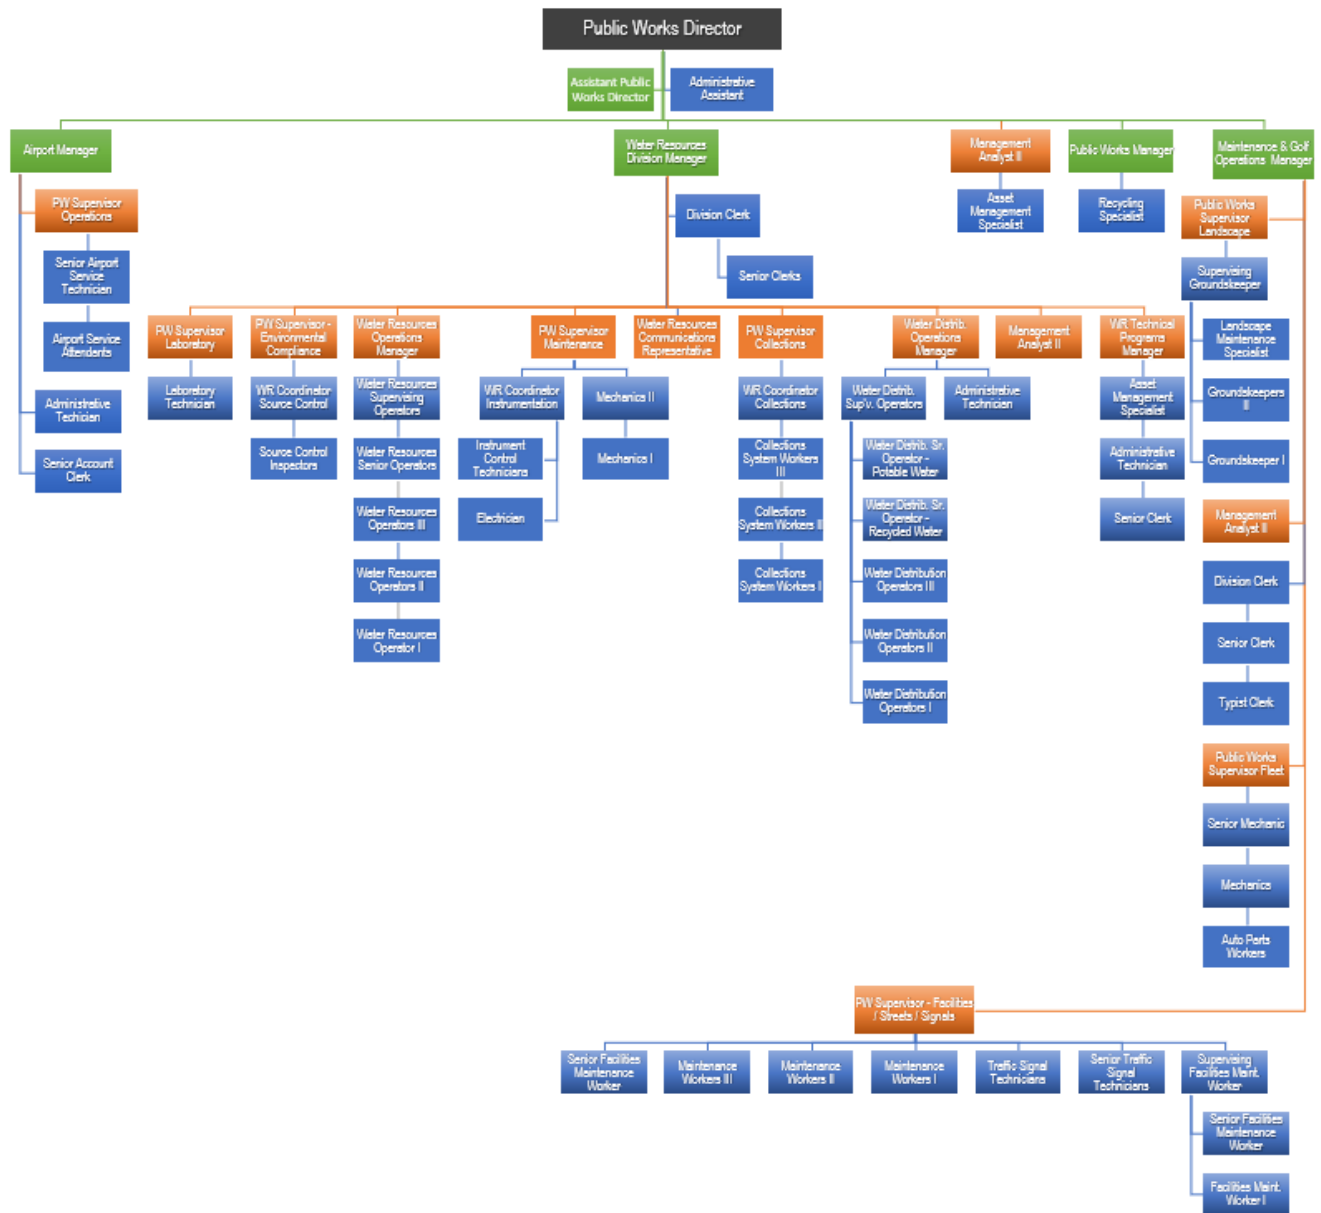 Public Works Director
Assistant Public
Works Director
Administrative
Assistant
Airport Manager
Water Resources
Division Manager
Management
Analyst II
Public Works Manager
Maintenance & Golf
Operations Manager
PW Supervisor
Operations
Senior Airport
Service
Technician
Airport Service
Attendents
Administrative
Techician
Senior Account
Clerk
Division Clerk
Senior Clerks
Asset
Management
Specialist
Recycling
Specialist
Public Works
Supervisor
Landscape
Supervising
Groundskeeper
Landscape
Maintenance
Specialist
Groundskeepers
II
Groundskeeper I
PW Supervisor
Laboratory
Laboratory
Technician
PW Supervisor -
Environmental
Compliance
WR Coordinator
Source Control
Source Control
Inspectors
Water Resources
Operations
Manager
Water Resources
Supervising
Operators
Water Resources
Senior Operators
Water Resources
Operators III
Water Resources
Operators II
Water Resources
Operator I
PW Supervisor
Maintenance
WR Coordinator
Instrumentation
Instrument
Control
Technicians
Electrician
Mechanics II
Mechanics I
Water Resources
Communications
Representative
PW Supervisor
Collections
WR Coordinator
Collections
Collections
System Workers
III
Collections
System Workers II
Collections
System Workers I
Water Distrib.
Operations
Manager
Water Distrib.
Sup'v. Operators
Administrative
Technician
Water Distrib. Sr.
Operator -
Potable Water
Water Distrib. Sr.
Operator -
Recycled Water
Water Distribution
Operators III
Water Distribution
Operators II
Water Distribution
Operators I
Management
Analyst II
WR Technical
Programs
Manager
Asset
Management
Specialist
Administrative
Technician
Senior Clerk
Management
Analyst II
Division Clerk
Senior Clerk
Typist Clerk
Public Works
Supervisor Fleet
Senior Mechanic
Mechanics
Auto Parts
Workers
PW Supervisor - Facilities
/ Streets / Signals
Senior Facilities
Maintenance
Worker
Maintenance
Workers III
Maintenance
Workers II
Maintenance
Workers I
Traffic Signal
Technicians
Senior Traffic
Signal
Technicians
Supervising
Facilities Maint.
Worker
Senior Facilities
Maintenance
Worker
Facilities Maint.
Worker I